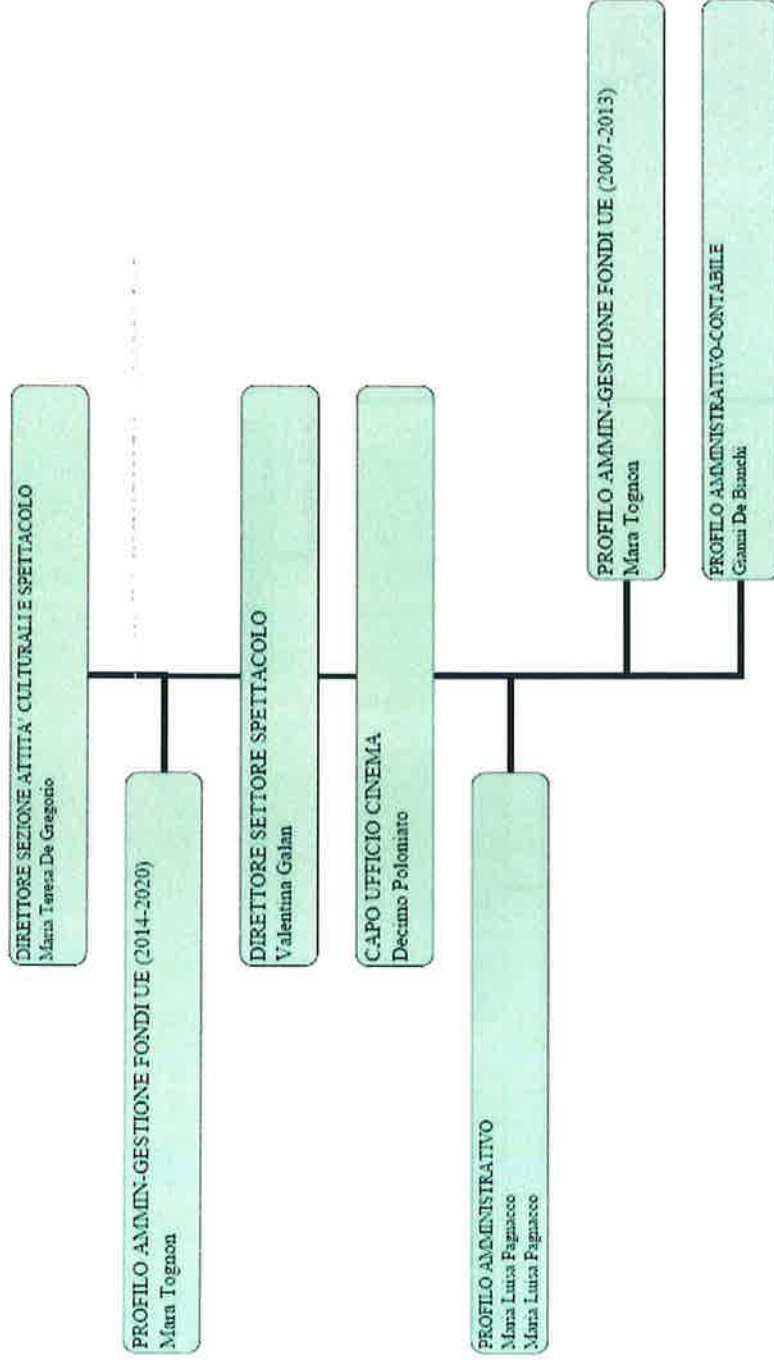 DIRETTORE SEZIONE ATTITA' CULTURALI E SPETTACOLO
Maria Teresa De Gregorio
PROFILO AMMIN-GESTIONE FONDI UE (2014-2020)
Mara Tognon
DIRETTORE SETTORE SPETTACOLO
Valentina Galan
CAPO UFFICIO CINEMA
Decimo Poloniato
PROFILO AMMINISTRATIVO
Maria Luisa Pagnacco
Maria Luisa Pagnacco
PROFILO AMMIN-GESTIONE FONDI UE (2007-2013)
Mara Tognon
PROFILO AMMINISTRATIVO-CONTABILE
Gianni De Bianchi